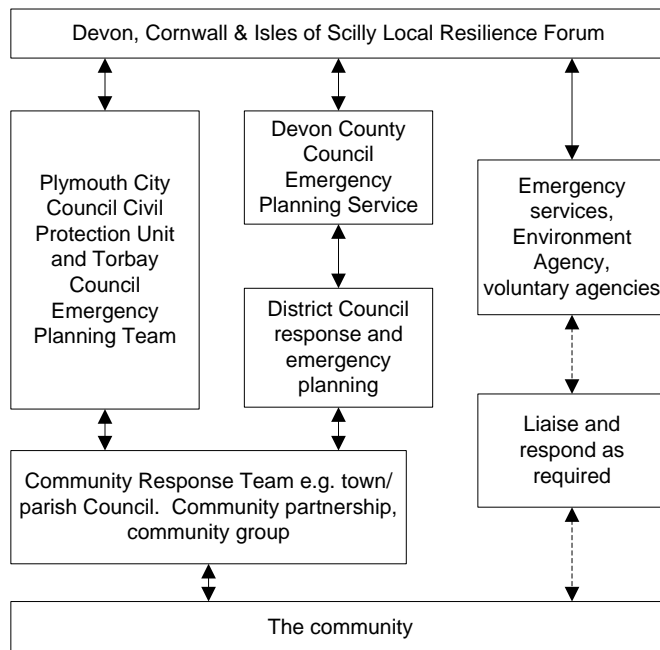 Devon, Cornwall & Isles of Scilly Local Resilience Forum
Plymouth City
Council Civil
Protection Unit
and Torbay
Council
Emergency
Planning Team
Devon County
Council
Emergency
Planning Service
Emergency
services,
Environment
Agency,
voluntary agencies
District Council
response and
emergency
planning
Liaise and
respond as
required
Community Response Team e.g. town/
parish Council.  Community partnership,
community group
The community